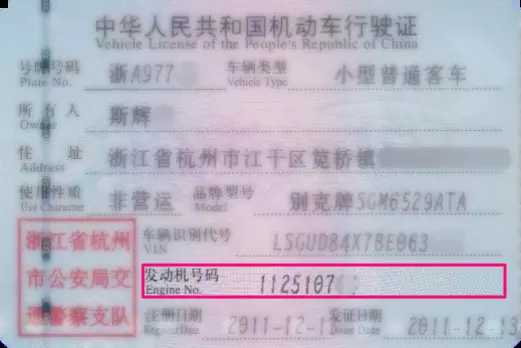 中华人民共和国机动车行驶证
Vehicle License of the People's Republic of China
号牌号码 浙A977 车辆类型 小型普通客车
Plate No. Vehicle Type
所有人 斯辉
Owner
住址 浙江省杭州市江干区笕桥镇
Address
使用性质 非营运 品牌型号 别克牌SGM6529ATA
Use Character Model
浙江省杭州 车辆识别代号 LSGUD84X7BE063
VIN
市公安局交 发动机号码 1125107
Engine No.
通警察支队 注册日期 2011-12-1 发证日期 2011-12-13
Register Date Issue Date